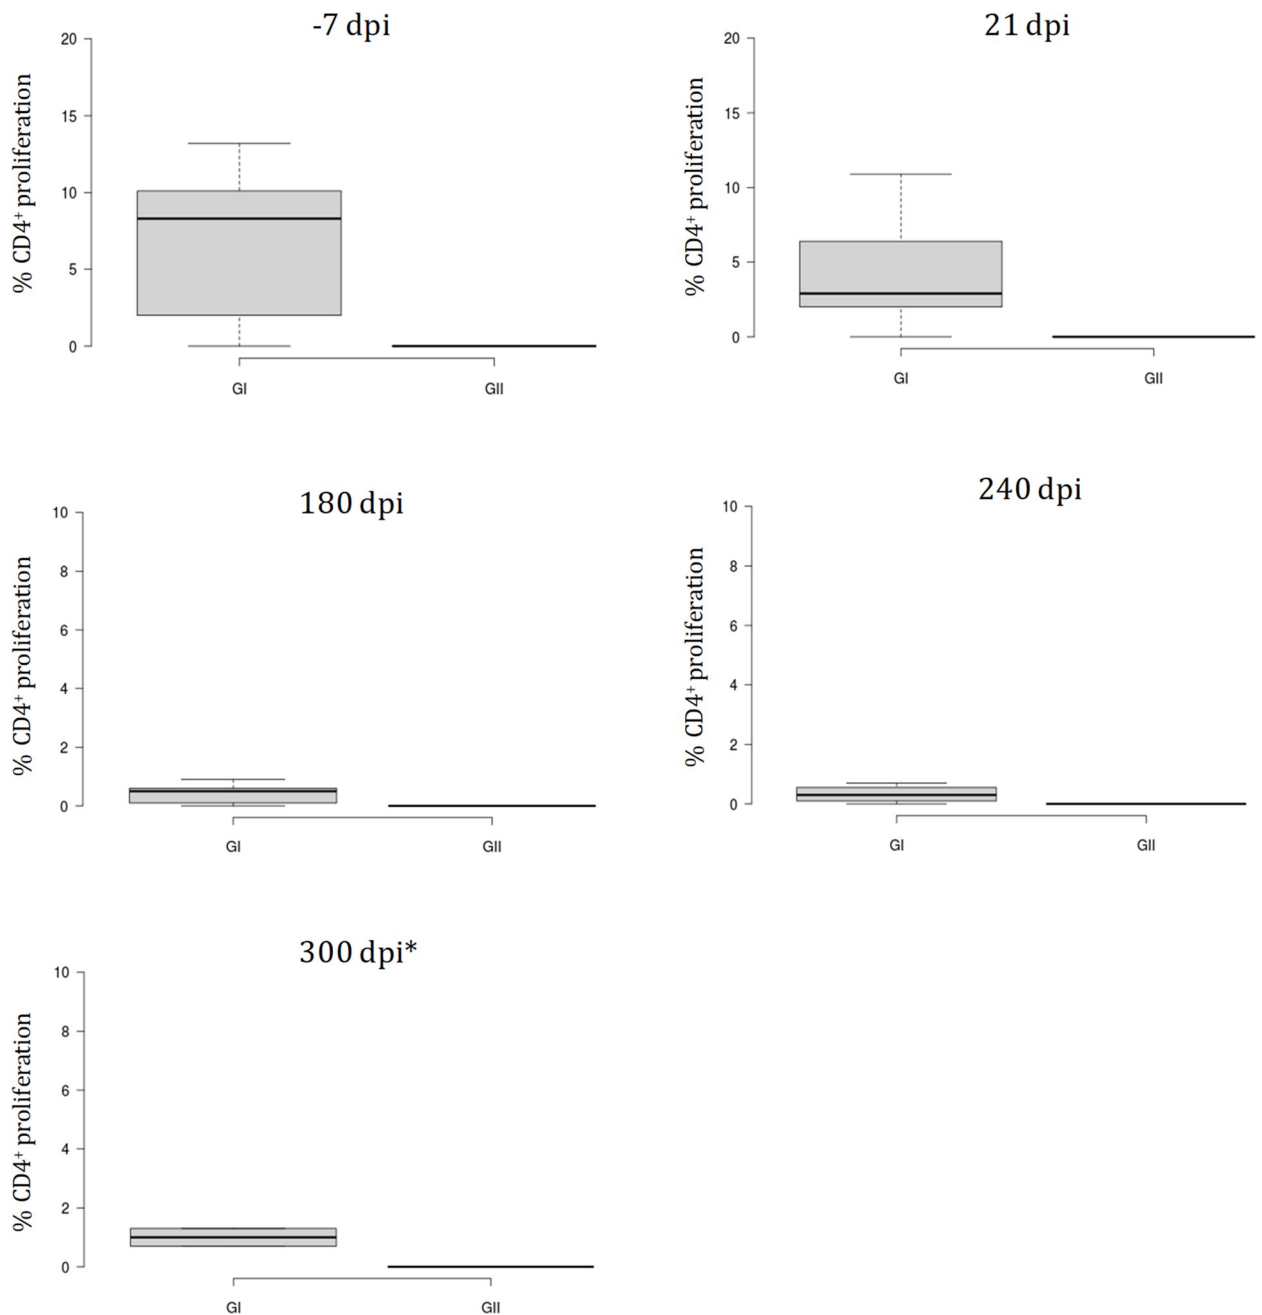 -7 dpi
% CD4⁺ proliferation
20
15
10
5
0
GI
GII
21 dpi
% CD4⁺ proliferation
20
15
10
5
0
GI
GII
180 dpi
% CD4⁺ proliferation
10
8
6
4
2
0
GI
GII
240 dpi
% CD4⁺ proliferation
10
8
6
4
2
0
GI
GII
300 dpi*
% CD4⁺ proliferation
10
8
6
4
2
0
GI
GII